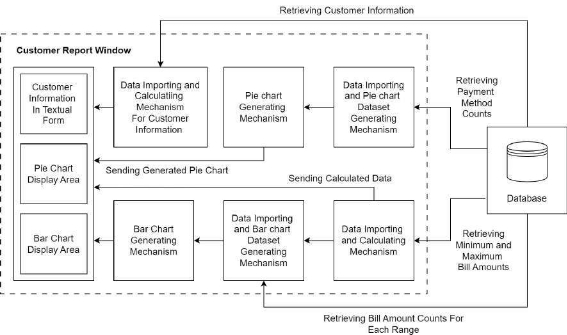 Retrieving Customer Information
Customer Report Window
Customer
Information
In Textual
Form
Data Importing and
Calculatiing
Mechanism
For Customer
Information
Pie chart
Generating
Mechanism
Data Importing
and Pie chart
Dataset
Generating
Mechanism
Retrieving
Payment
Method
Counts
Pie Chart
Display Area
Sending Generated Pie Chart
Sending Calculated Data
Database
Bar Chart
Display Area
Bar Chart
Generating
Mechanism
Data Importing
and Bar chart
Dataset
Generating
Mechanism
Data Importing
and Calculating
Mechanism
Retrieving
Minimum and
Maximum
Bill Amounts
Retrieving Bill Amount Counts For
Each Range